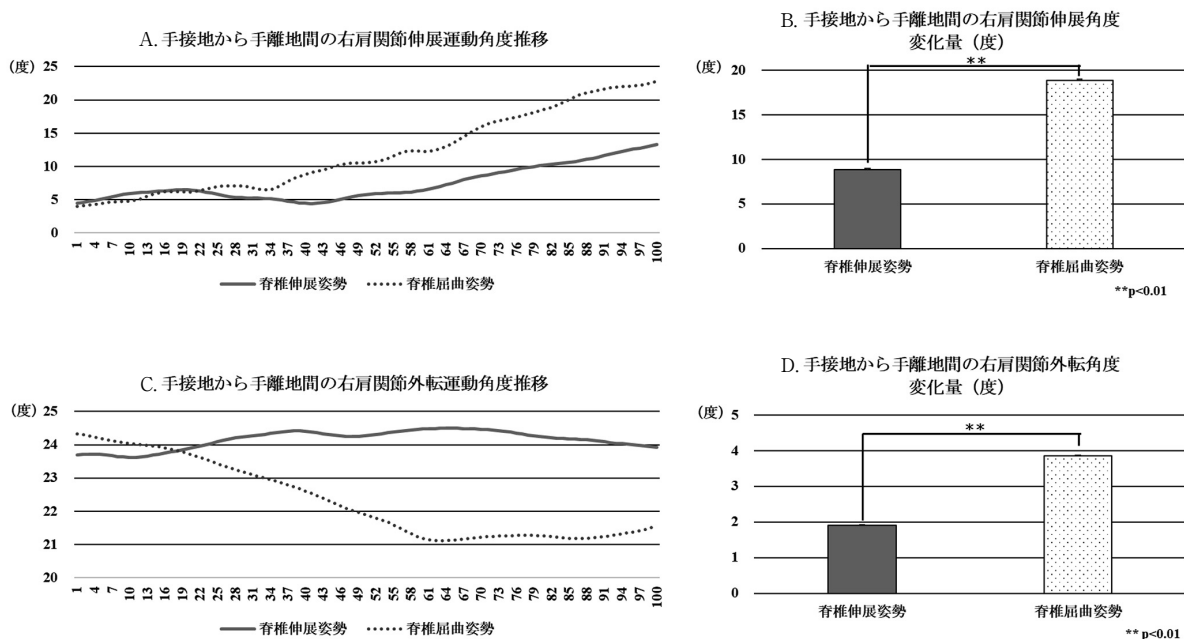 A. 手接地から手離地間の右肩関節伸展運動角度推移
(度)
25
20
15
10
5
0
1 4 7 10 13 16 19 22 25 28 31 34 37 40 43 46 49 52 55 58 61 64 67 70 73 76 79 82 85 88 91 94 97 100
脊椎伸展姿勢 脊椎屈曲姿勢
B. 手接地から手離地間の右肩関節伸展角度
変化量（度）
**
20
15
10
5
0
脊椎伸展姿勢 脊椎屈曲姿勢
**p<0.01
C. 手接地から手離地間の右肩関節外転運動角度推移
(度)
25
24
23
22
21
20
1 4 7 10 13 16 19 22 25 28 31 34 37 40 43 46 49 52 55 58 61 64 67 70 73 76 79 82 85 88 91 94 97 100
脊椎伸展姿勢 脊椎屈曲姿勢
D. 手接地から手離地間の右肩関節外転角度
変化量（度）
(度)
**
5
4
3
2
1
0
脊椎伸展姿勢 脊椎屈曲姿勢
** p<0.01